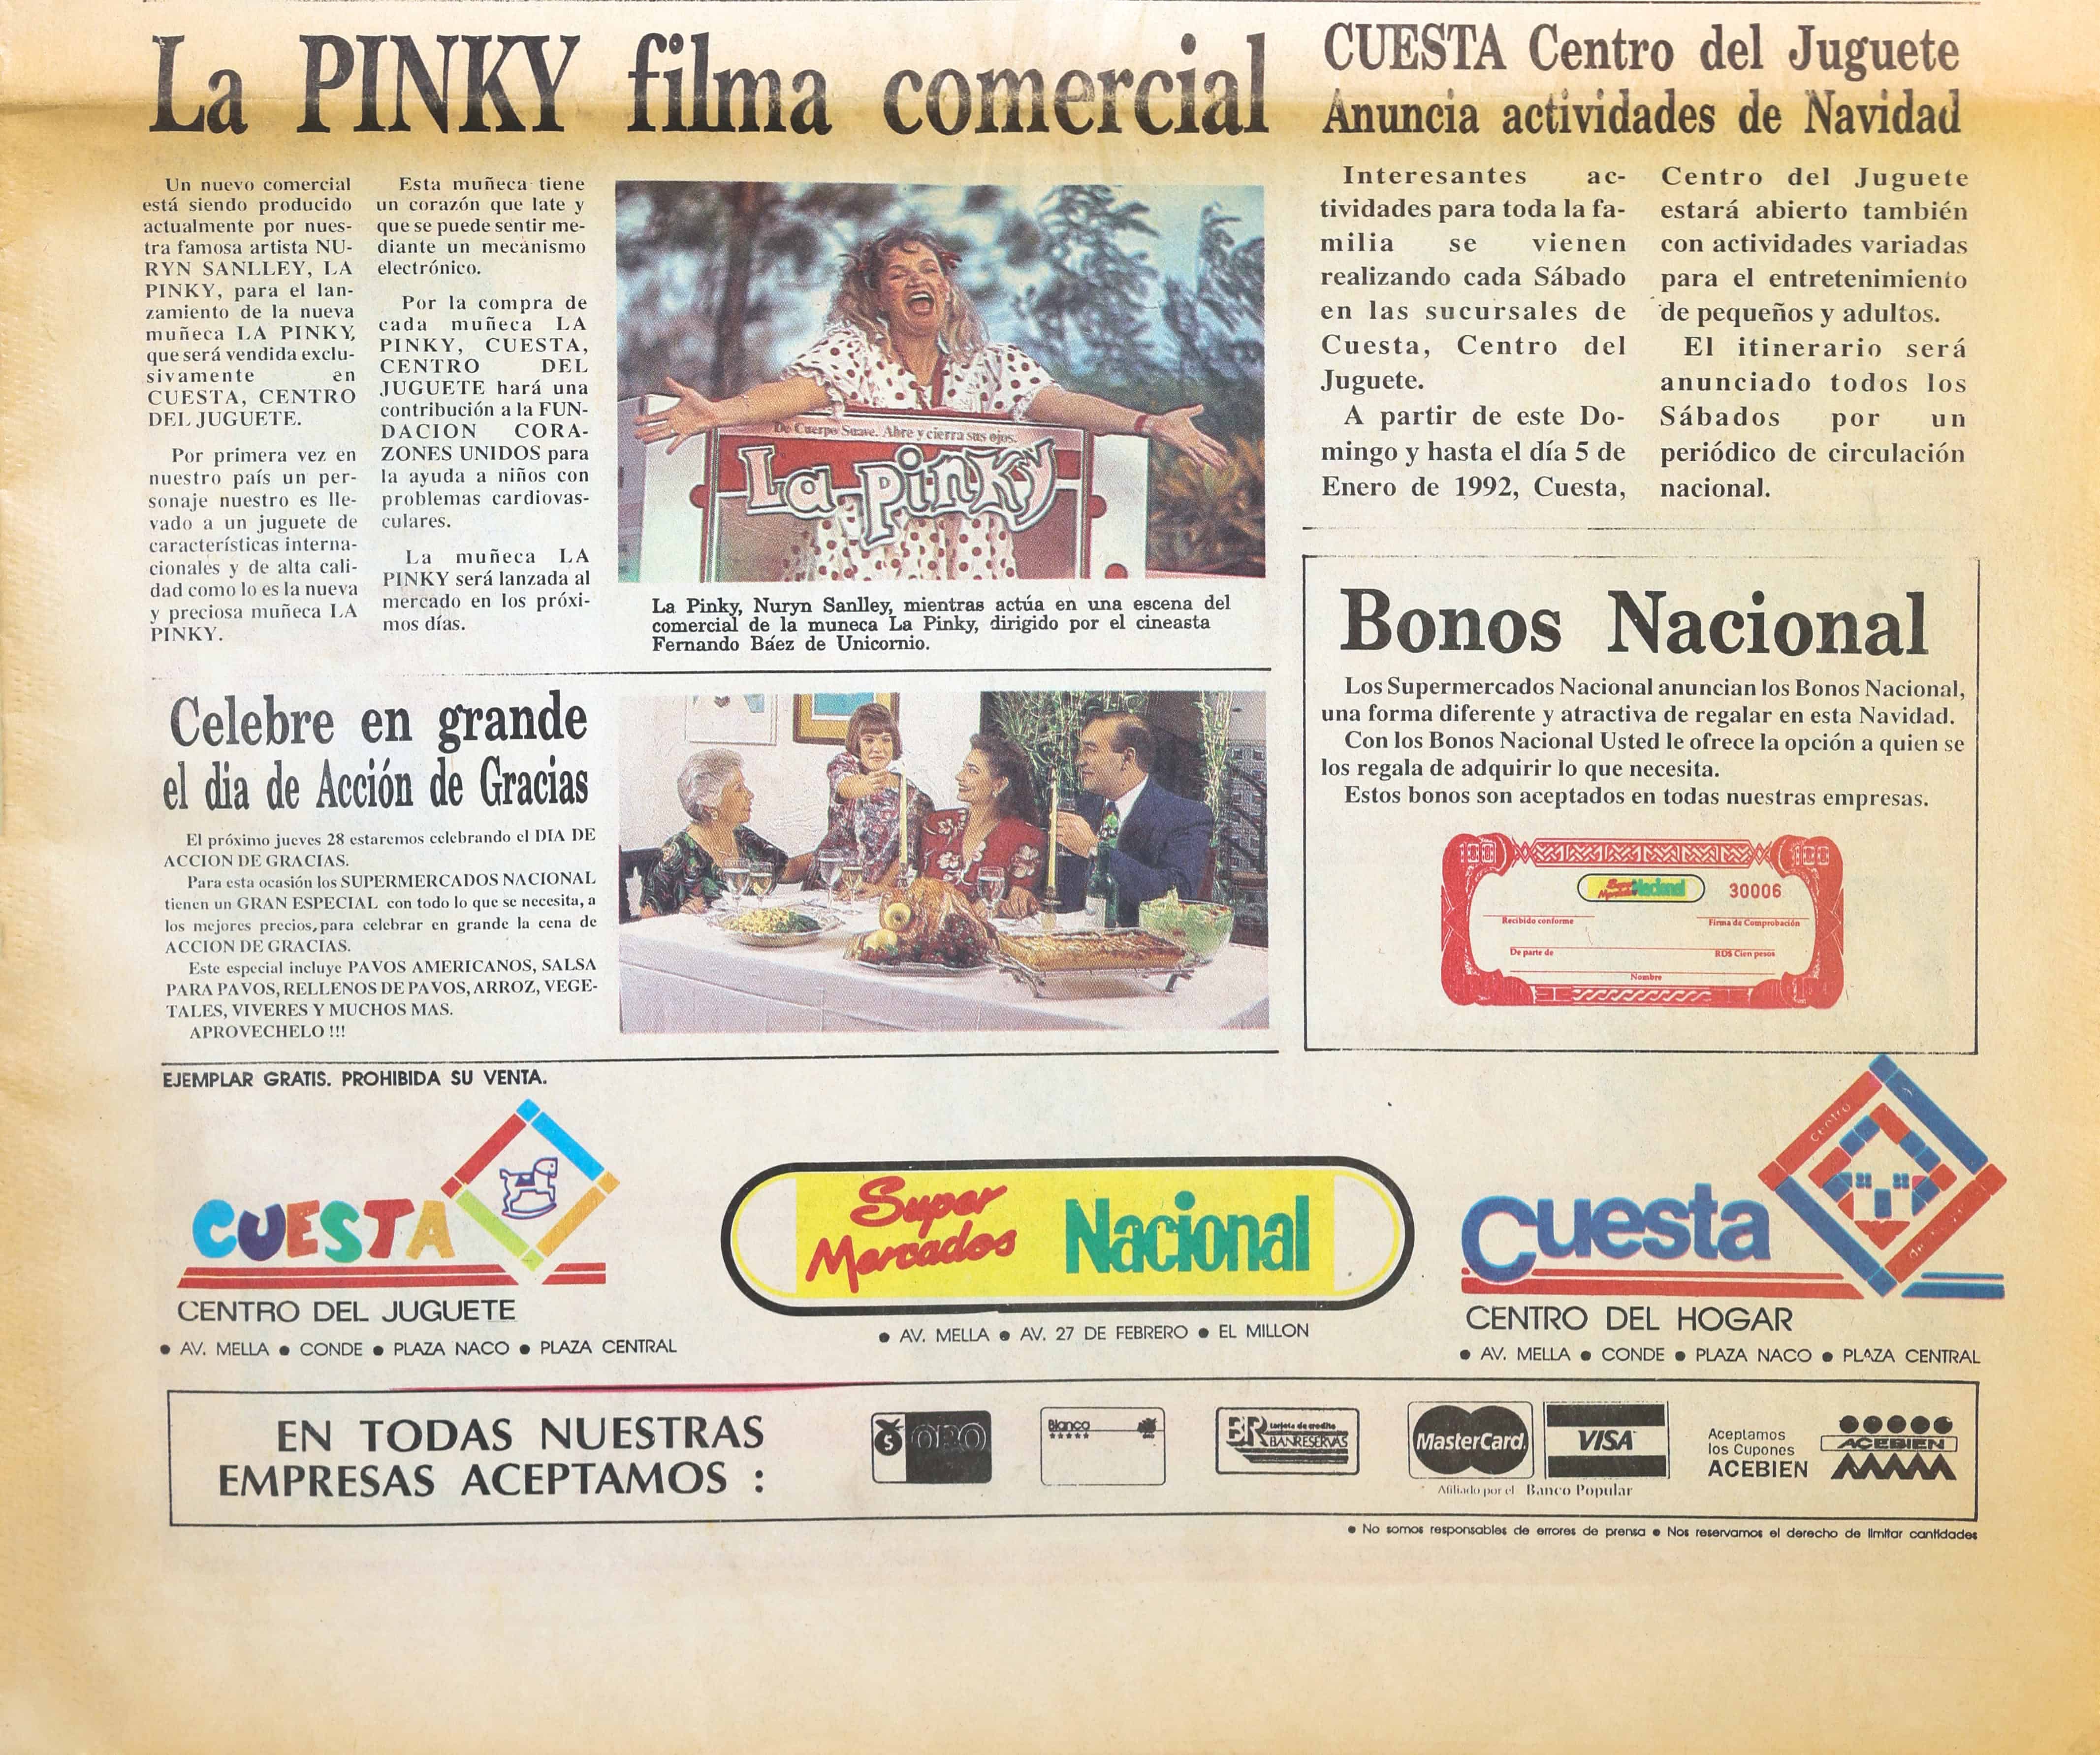 La PINKY filma comercial
Un nuevo comercial
está siendo producido
actualmente por nues-
tra famosa artista NU-
RYN SANLLEY, LA
PINKY, para el lan-
zamiento de la nueva
muñeca LA PINKY,
que será vendida exclu-
sivamente en
CUESTA, CENTRO
DEL JUGUETE.
Por primera vez en
nuestro país un per-
sonaje nuestro es lle-
vado a un juguete de
características interna-
cionales y de alta cali-
dad como lo es la nueva
y preciosa muñeca LA
PINKY.
Esta muñeca tiene
un corazón que late y
que se puede sentir me-
diante un mecanismo
electrónico.
Por la compra de
cada muñeca LA
PINKY, CUESTA,
CENTRO DEL
JUGUETE hará una
contribución a la FUN-
DACION CORA-
ZONES UNIDOS para
la ayuda a niños con
problemas cardiovas-
culares.
La muñeca LA
PINKY será lanzada al
mercado en los próxi-
mos días.
De Cuerpo Suave. Abre y cierra sus ojos.
La Pinky
La Pinky, Nuryn Sanlley, mientras actúa en una escena del
comercial de la muneca La Pinky, dirigido por el cineasta
Fernando Báez de Unicornio.
CUESTA Centro del Juguete
Anuncia actividades de Navidad
Interesantes ac-
tividades para toda la fa-
milia se vienen
realizando cada Sábado
en las sucursales de
Cuesta, Centro del
Juguete.
A partir de este Do-
mingo y hasta el día 5 de
Enero de 1992, Cuesta,
Centro del Juguete
estará abierto también
con actividades variadas
para el entretenimiento
de pequeños y adultos.
El itinerario será
anunciado todos los
Sábados por un
periódico de circulación
nacional.
Celebre en grande
el dia de Acción de Gracias
El próximo jueves 28 estaremos celebrando el DIA DE
ACCION DE GRACIAS.
Para esta ocasión los SUPERMERCADOS NACIONAL
tienen un GRAN ESPECIAL con todo lo que se necesita, a
los mejores precios, para celebrar en grande la cena de
ACCION DE GRACIAS.
Este especial incluye PAVOS AMERICANOS, SALSA
PARA PAVOS, RELLENOS DE PAVOS, ARROZ, VEGE-
TALES, VIVERES Y MUCHOS MAS.
APROVECHELO !!!
Bonos Nacional
Los Supermercados Nacional anuncian los Bonos Nacional,
una forma diferente y atractiva de regalar en esta Navidad.
Con los Bonos Nacional Usted le ofrece la opción a quien se
los regala de adquirir lo que necesita.
Estos bonos son aceptados en todas nuestras empresas.
100 100
Super Mercados Nacional 30006
Recibido conforme Firma de Comprobación
De parte de RD$ Cien pesos
Nombre
EJEMPLAR GRATIS. PROHIBIDA SU VENTA.
CUESTA
CENTRO DEL JUGUETE
● AV. MELLA ● CONDE ● PLAZA NACO ● PLAZA CENTRAL
Super
Mercados
Nacional
● AV. MELLA ● AV. 27 DE FEBRERO ● EL MILLON
Centro
cuesta
CENTRO DEL HOGAR
● AV. MELLA ● CONDE ● PLAZA NACO ● PLAZA CENTRAL
EN TODAS NUESTRAS
EMPRESAS ACEPTAMOS :
ORO
Blanco
BR tarjeta de credito
BANRESERVAS
MasterCard
VISA
Afiliado por el Banco Popular
Aceptamos
los Cupones
ACEBIEN
ACEBIEN
● No somos responsables de errores de prensa ● Nos reservamos el derecho de limitar cantidades